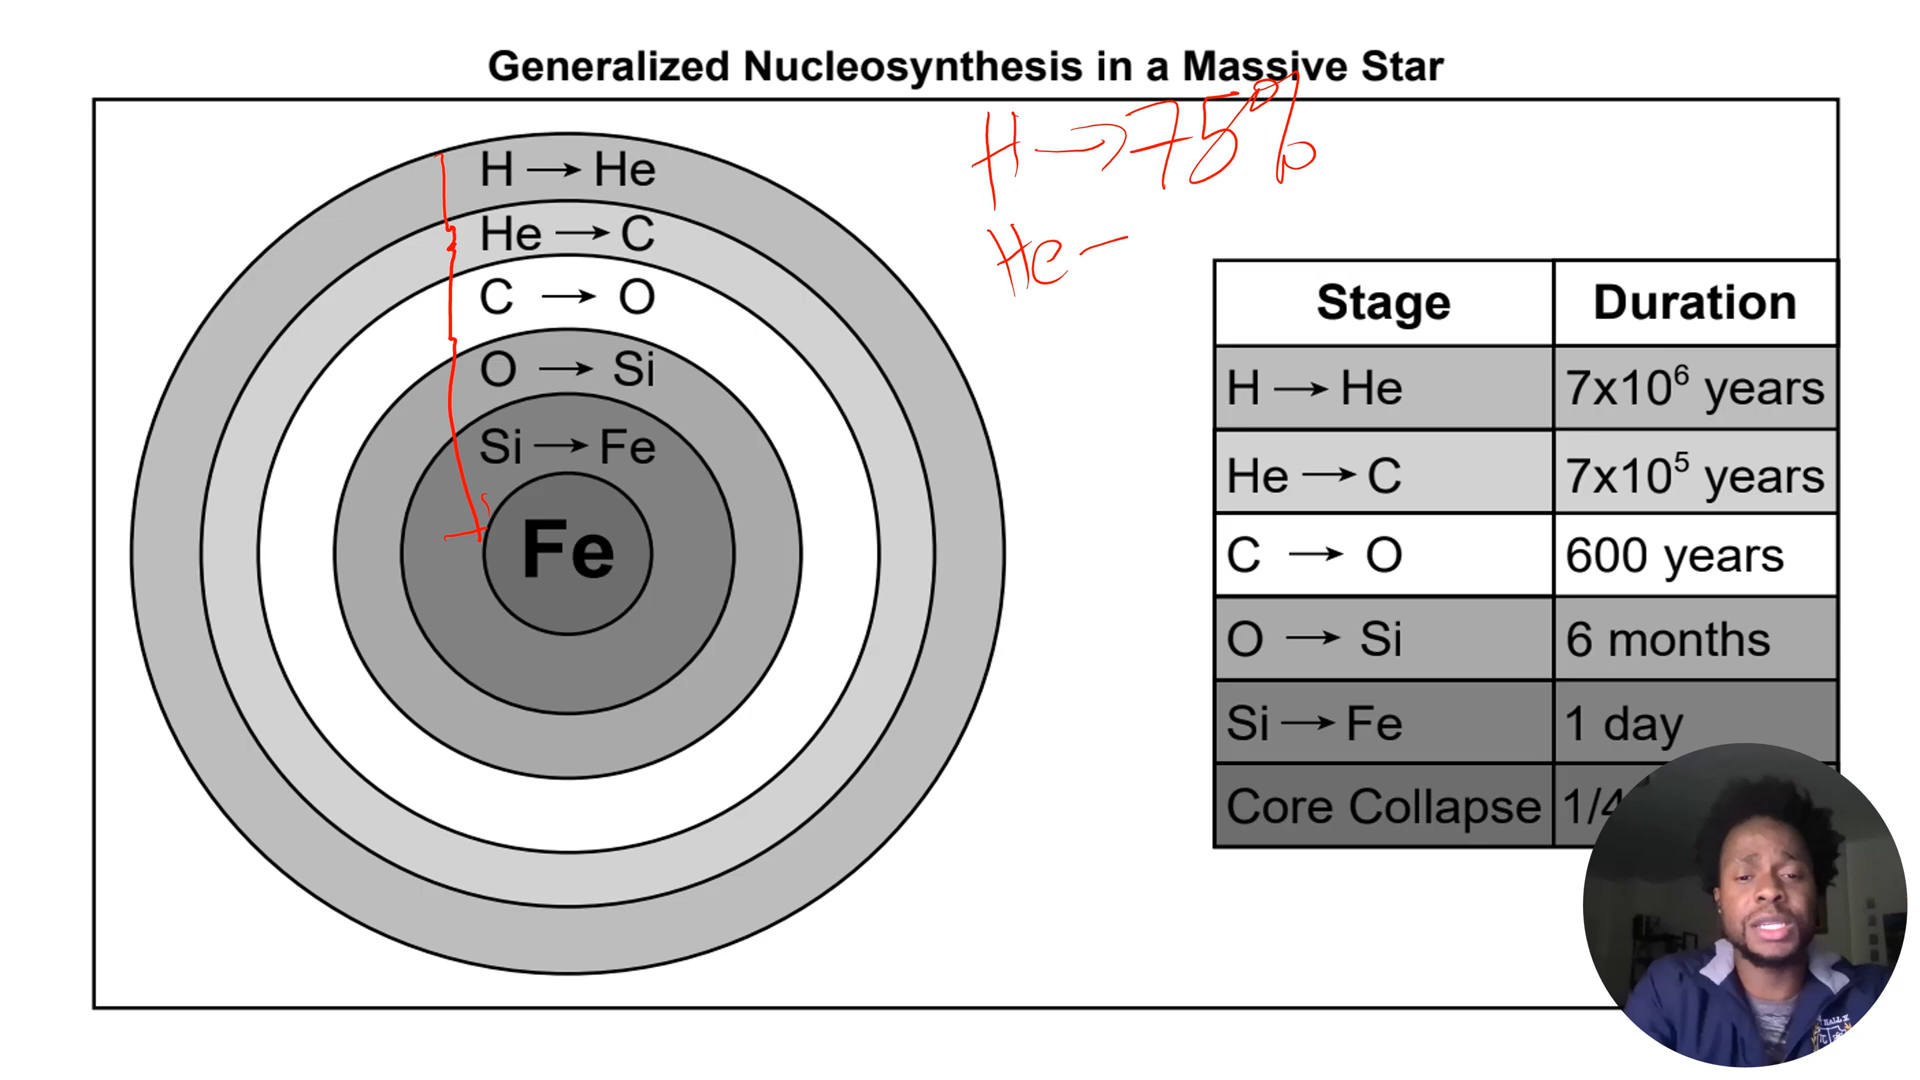 Generalized Nucleosynthesis in a Massive Star
H → 75%
He –
H → He
He → C
C → O
O → Si
Si → Fe
Fe
Stage Duration
H → He 7x10⁶ years
He → C 7x10⁵ years
C → O 600 years
O → Si 6 months
Si → Fe 1 day
Core Collapse 1/4